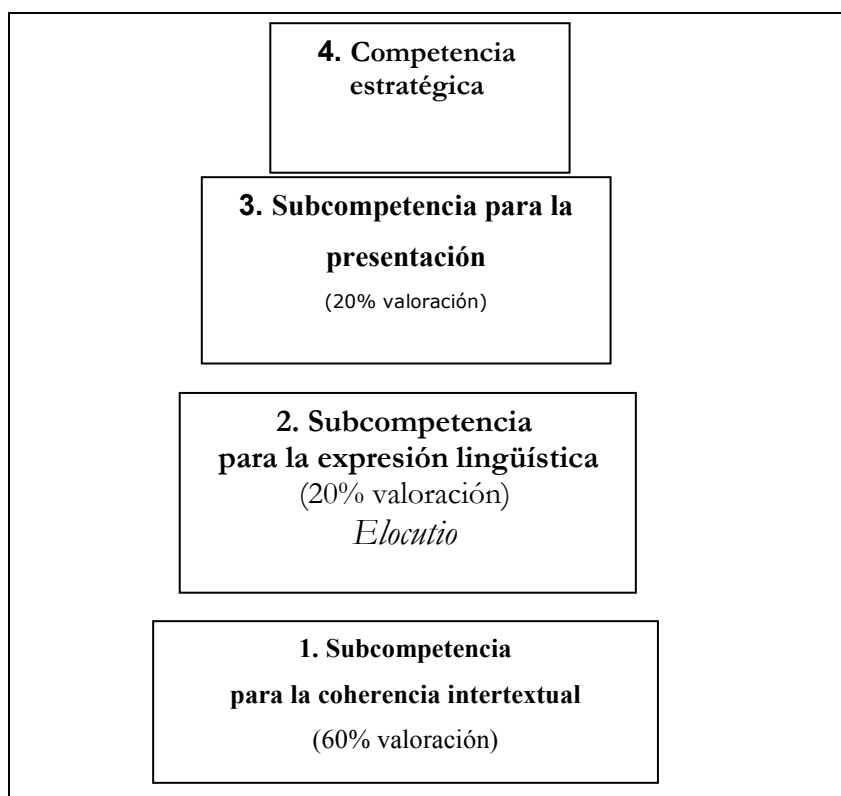 4. Competencia
estratégica
3. Subcompetencia para la
presentación
(20% valoración)
2. Subcompetencia
para la expresión lingüística
(20% valoración)
Elocutio
1. Subcompetencia
para la coherencia intertextual
(60% valoración)